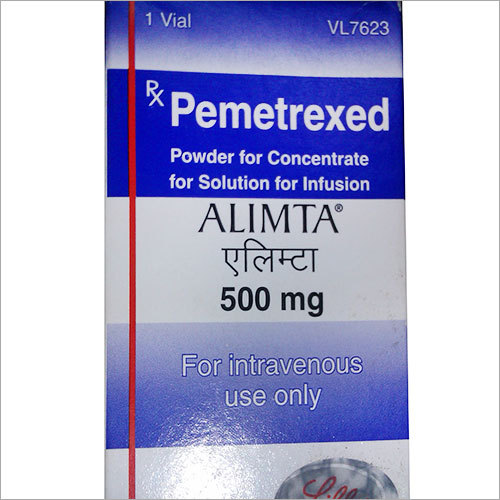 1 Vial VL7623
Rx Pemetrexed
Powder for Concentrate
for Solution for Infusion
ALIMTA®
एलिम्टा
500 mg
For intravenous
use only